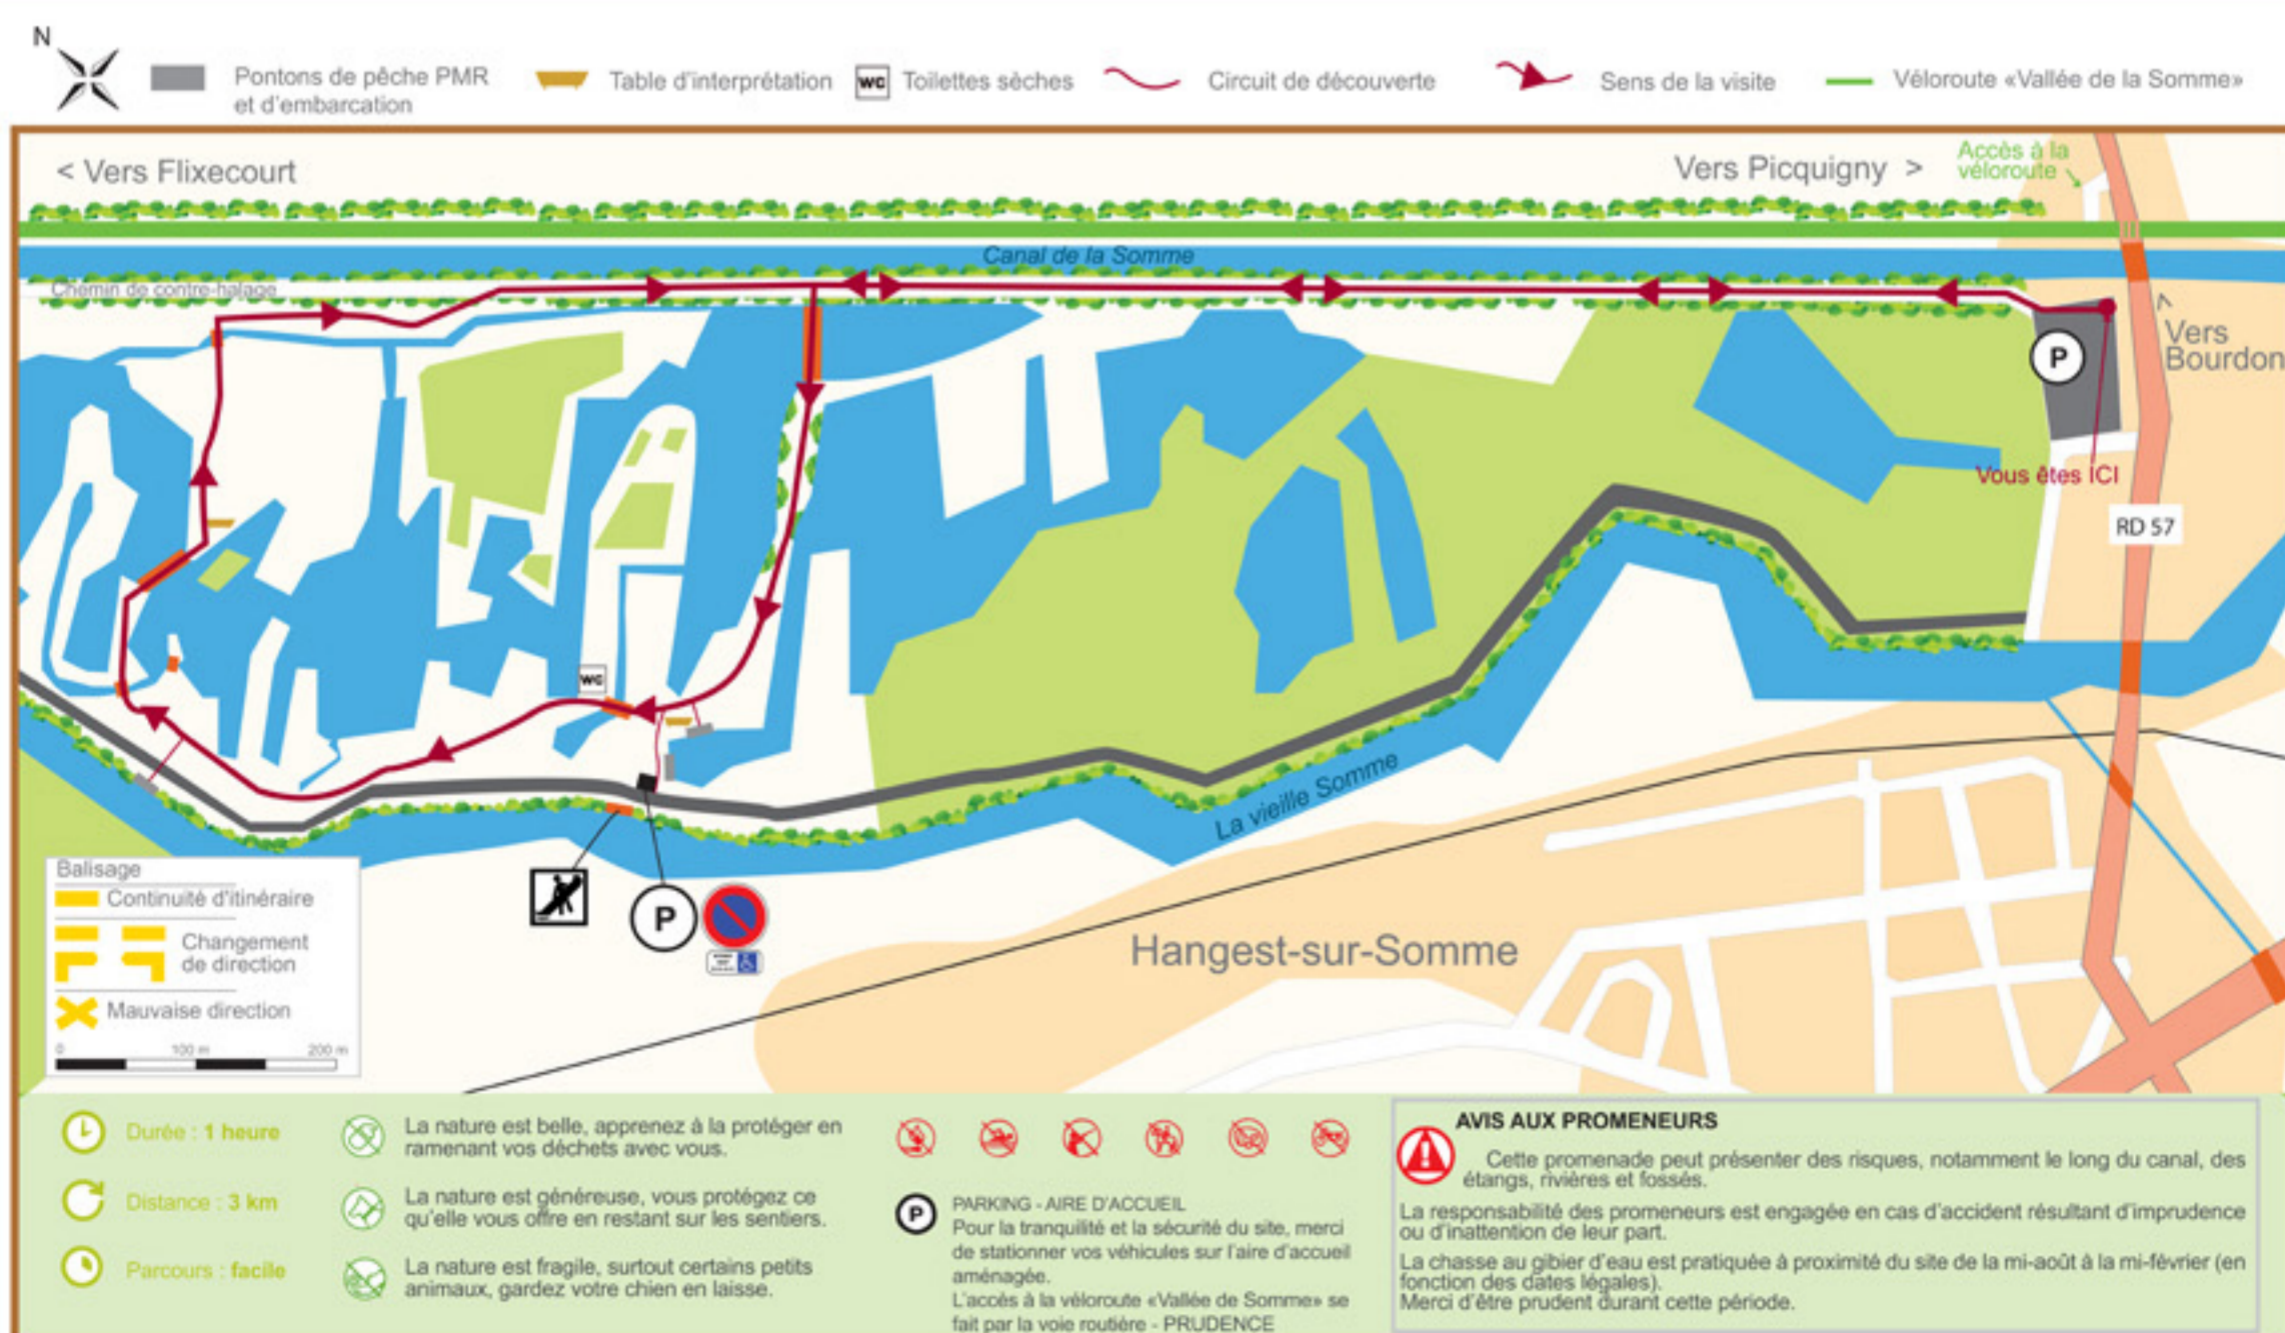 N
Pontons de pêche PMR
et d'embarcation
Table d'interprétation
WC
Toilettes sèches
Circuit de découverte
Sens de la visite
Véloroute «Vallée de la Somme»
< Vers Flixecourt
Vers Picquigny >
Accès à la
véloroute
Canal de la Somme
Chemin de contre-halage
P
>
Vers
Bourdon
Vous êtes ICI
RD 57
WC
La vieille Somme
P
Hangest-sur-Somme
Balisage
Continuité d'itinéraire
Changement
de direction
Mauvaise direction
0 100 m 200 m
Durée : 1 heure
Distance : 3 km
Parcours : facile
La nature est belle, apprenez à la protéger en
ramenant vos déchets avec vous.
La nature est généreuse, vous protégez ce
qu'elle vous offre en restant sur les sentiers.
La nature est fragile, surtout certains petits
animaux, gardez votre chien en laisse.
P
PARKING - AIRE D'ACCUEIL
Pour la tranquilité et la sécurité du site, merci
de stationner vos véhicules sur l'aire d'accueil
aménagée.
L'accès à la véloroute «Vallée de Somme» se
fait par la voie routière - PRUDENCE
AVIS AUX PROMENEURS
Cette promenade peut présenter des risques, notamment le long du canal, des
étangs, rivières et fossés.
La responsabilité des promeneurs est engagée en cas d'accident résultant d'imprudence
ou d'inattention de leur part.
La chasse au gibier d'eau est pratiquée à proximité du site de la mi-août à la mi-février (en
fonction des dates légales).
Merci d'être prudent durant cette période.